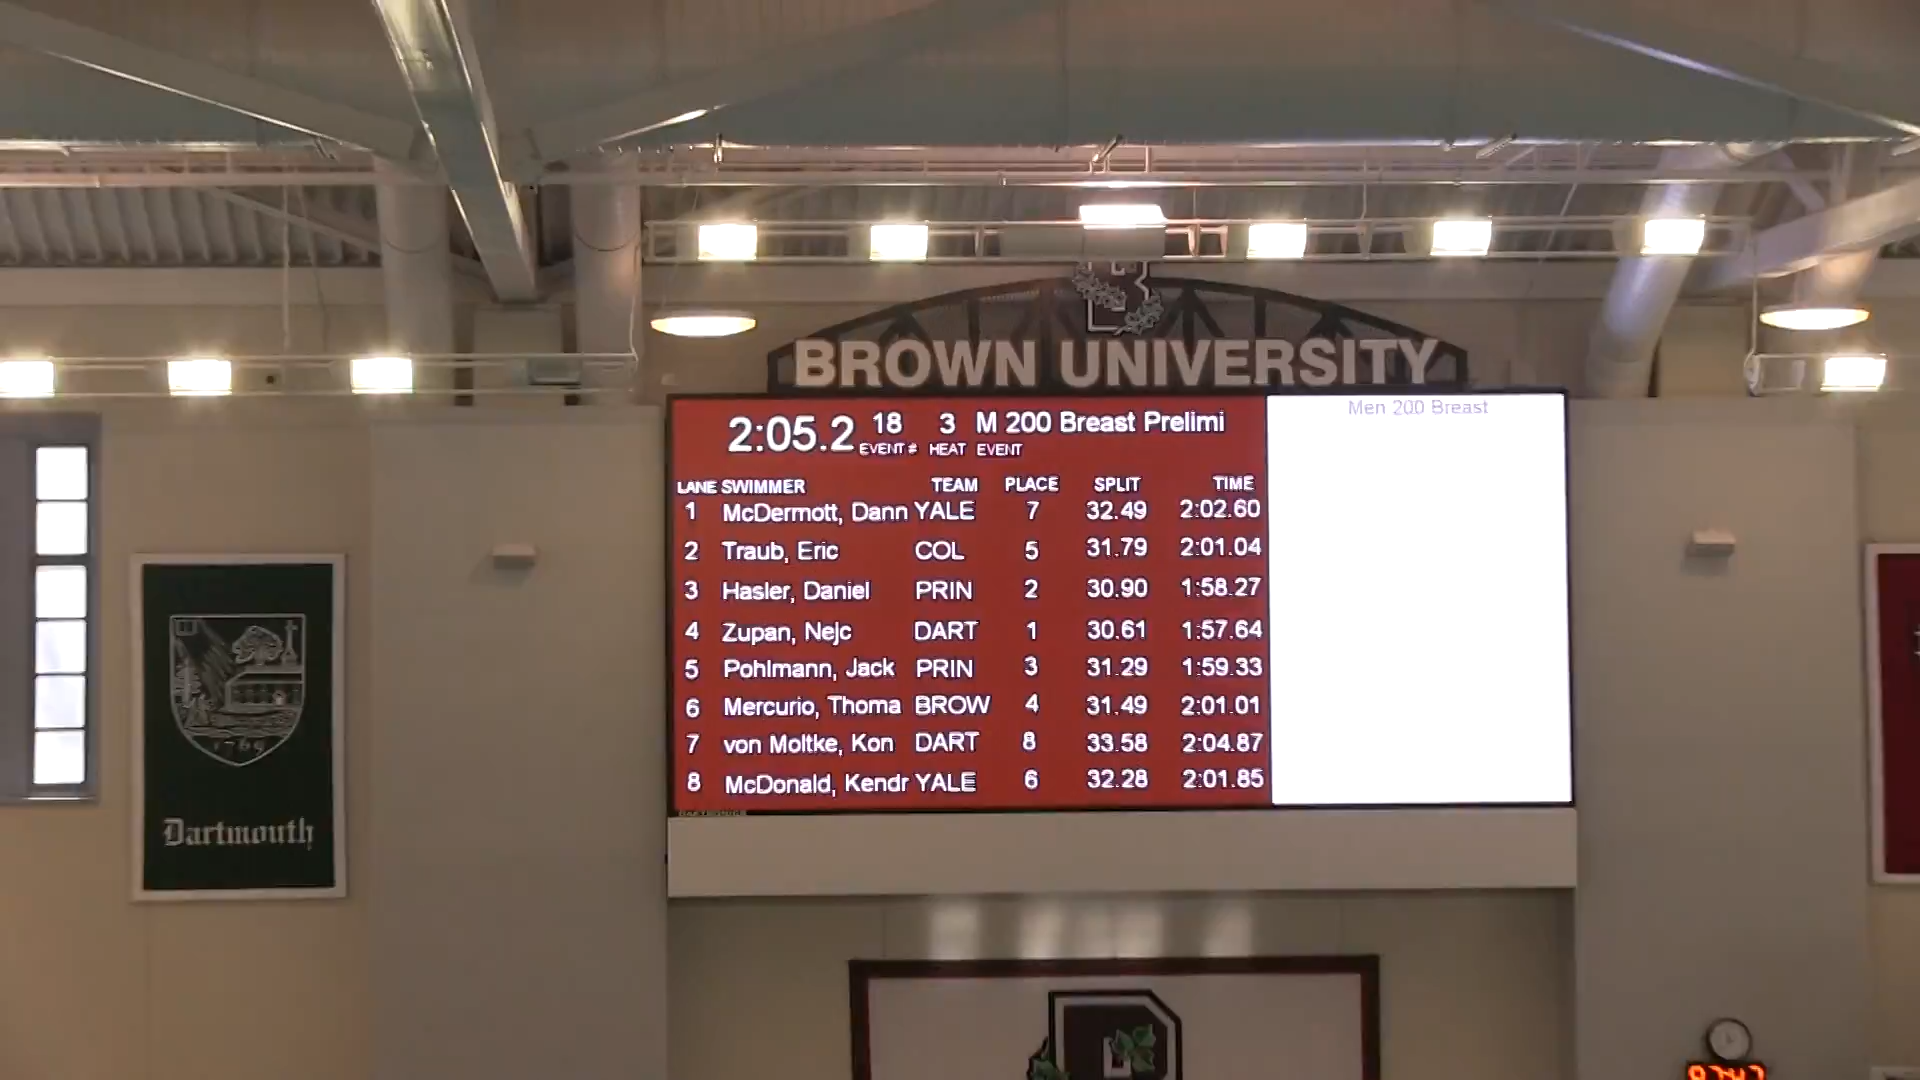 BROWN UNIVERSITY
2:05.2 18 3 M 200 Breast Prelimi
EVENT # HEAT EVENT
LANE SWIMMER TEAM PLACE SPLIT TIME
1 McDermott, Dann YALE 7 32.49 2:02.60
2 Traub, Eric COL 5 31.79 2:01.04
3 Hasler, Daniel PRIN 2 30.90 1:58.27
4 Zupan, Nejc DART 1 30.61 1:57.64
5 Pohlmann, Jack PRIN 3 31.29 1:59.33
6 Mercurio, Thoma BROW 4 31.49 2:01.01
7 von Moltke, Kon DART 8 33.58 2:04.87
8 McDonald, Kendr YALE 6 32.28 2:01.85
Men 200 Breast
DAKTRONICS
1769
Dartmouth